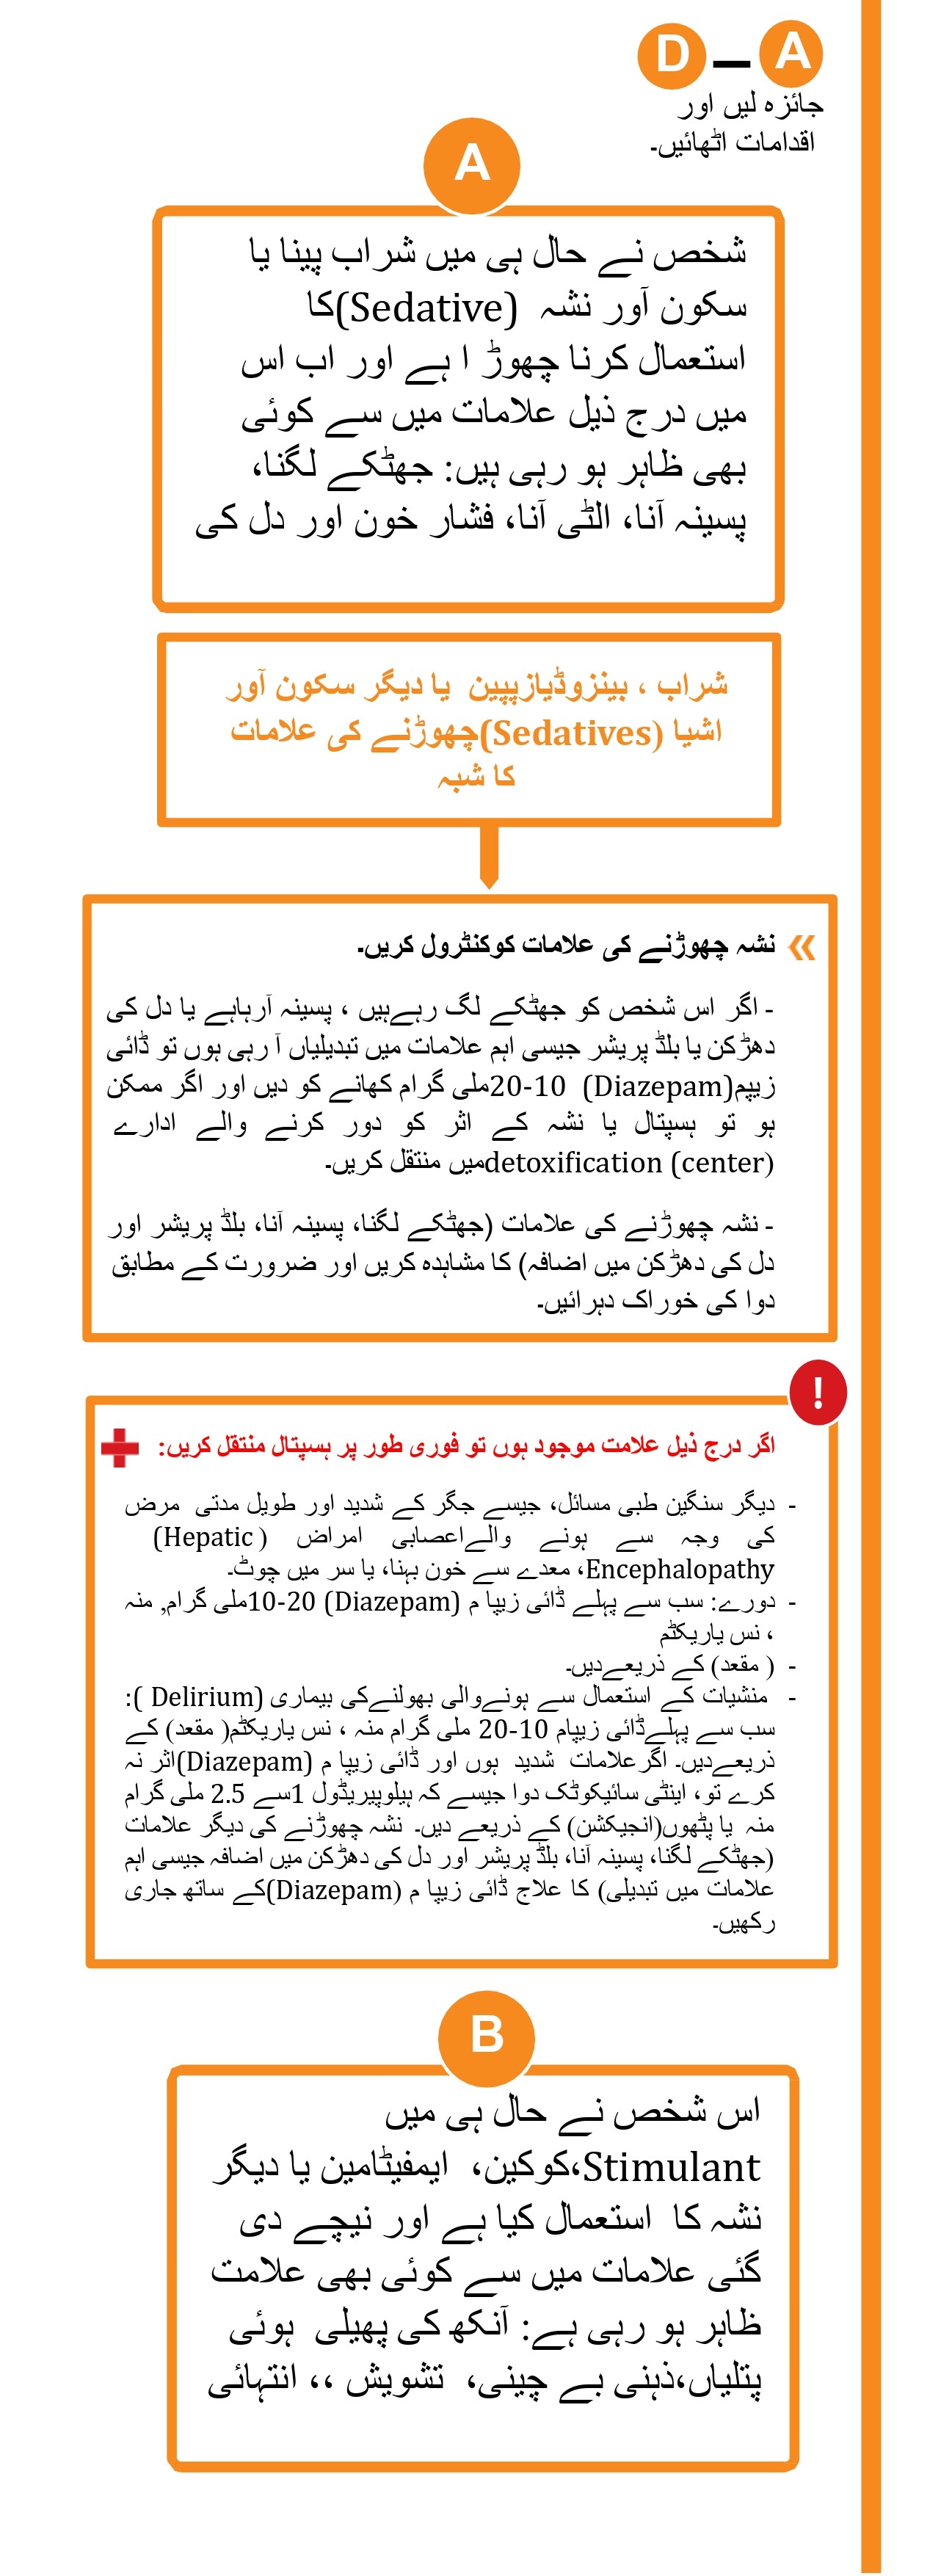 A – D
جائزہ لیں اور
اقدامات اٹھائیں۔
A
شخص نے حال ہی میں شراب پینا یا
سکون آور نشہ (Sedative)کا
استعمال کرنا چھوڑ ا ہے اور اب اس
میں درج ذیل علامات میں سے کوئی
بھی ظاہر ہو رہی ہیں: جھٹکے لگنا،
پسینہ آنا، الٹی آنا، فشار خون اور دل کی
شراب ، بینزوڈیازیپین یا دیگر سکون آور
اشیا (Sedatives)چھوڑنے کی علامات
کا شبہ
» نشہ چھوڑنے کی علامات کوکنٹرول کریں۔
- اگر اس شخص کو جھٹکے لگ رہےہیں ، پسینہ آرہاہے یا دل کی
دھڑکن یا بلڈ پریشر جیسی اہم علامات میں تبدیلیاں آ رہی ہوں تو ڈائی
زیپم(Diazepam) 20-10ملی گرام کھانے کو دیں اور اگر ممکن
ہو تو ہسپتال یا نشہ کے اثر کو دور کرنے والے ادارے
detoxification (center)میں منتقل کریں۔
- نشہ چھوڑنے کی علامات (جھٹکے لگنا، پسینہ آنا، بلڈ پریشر اور
دل کی دھڑکن میں اضافہ) کا مشاہدہ کریں اور ضرورت کے مطابق
دوا کی خوراک دہرائیں۔
!
اگر درج ذیل علامت موجود ہوں تو فوری طور پر ہسپتال منتقل کریں:
- دیگر سنگین طبی مسائل، جیسے جگر کے شدید اور طویل مدتی مرض
کی وجہ سے ہونے والےاعصابی امراض (Hepatic
Encephalopathy، معدے سے خون بہنا، یا سر میں چوٹ۔
- دورے: سب سے پہلے ڈائی زیپا م (Diazepam) 10-20ملی گرام, منہ
، نس یاریکٹم
- ( مقعد) کے ذریعےدیں۔
- منشیات کے استعمال سے ہونےوالی بھولنےکی بیماری (Delirium ):
سب سے پہلےڈائی زیپام 10-20 ملی گرام منہ ، نس یاریکٹم( مقعد) کے
ذریعےدیں۔ اگرعلامات شدید ہوں اور ڈائی زیپا م (Diazepam)اثر نہ
کرے تو، اینٹی سائیکوٹک دوا جیسے کہ ہیلوپیریڈول 1سے 2.5 ملی گرام
منہ یا پٹھوں(انجیکشن) کے ذریعے دیں۔ نشہ چھوڑنے کی دیگر علامات
(جھٹکے لگنا، پسینہ آنا، بلڈ پریشر اور دل کی دھڑکن میں اضافہ جیسی اہم
علامات میں تبدیلی) کا علاج ڈائی زیپا م (Diazepam)کے ساتھ جاری
رکھیں۔
B
اس شخص نے حال ہی میں
Stimulant،کوکین، ایمفیٹامین یا دیگر
نشہ کا استعمال کیا ہے اور نیچے دی
گئی علامات میں سے کوئی بھی علامت
ظاہر ہو رہی ہے: آنکھ کی پھیلی ہوئی
پتلیاں،ذہنی بے چینی، تشویش ،، انتہائی